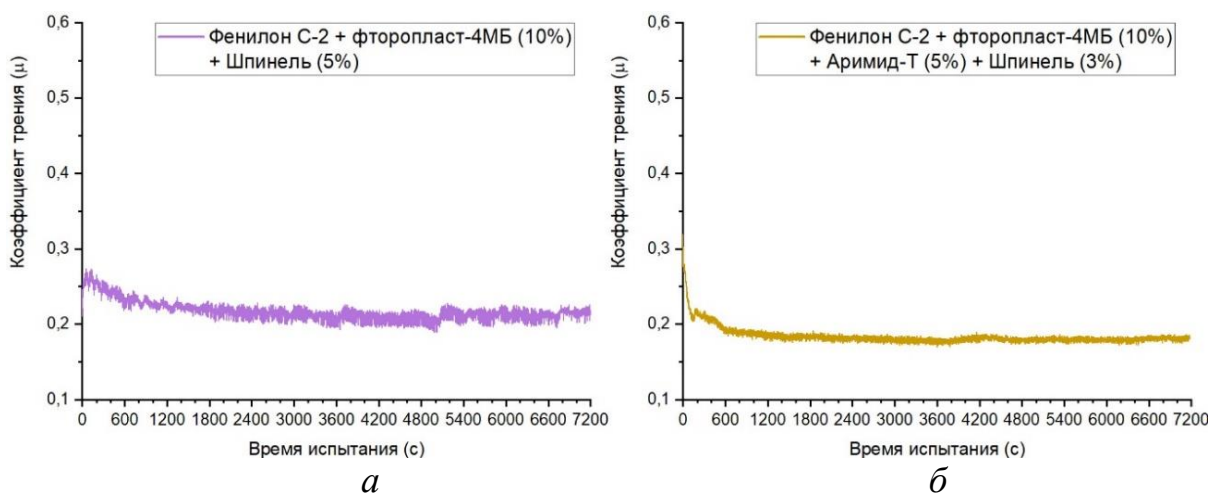 0,6
0,5
0,4
0,3
0,2
0,1
Коэффициент трения (μ)
Фенилон С-2 + фторопласт-4МБ (10%)
+ Шпинель (5%)
0 600 1200 1800 2400 3000 3600 4200 4800 5400 6000 6600 7200
Время испытания (с)
а
0,6
0,5
0,4
0,3
0,2
0,1
Коэффициент трения (μ)
Фенилон С-2 + фторопласт-4МБ (10%)
+ Аримид-Т (5%) + Шпинель (3%)
0 600 1200 1800 2400 3000 3600 4200 4800 5400 6000 6600 7200
Время испытания (с)
б